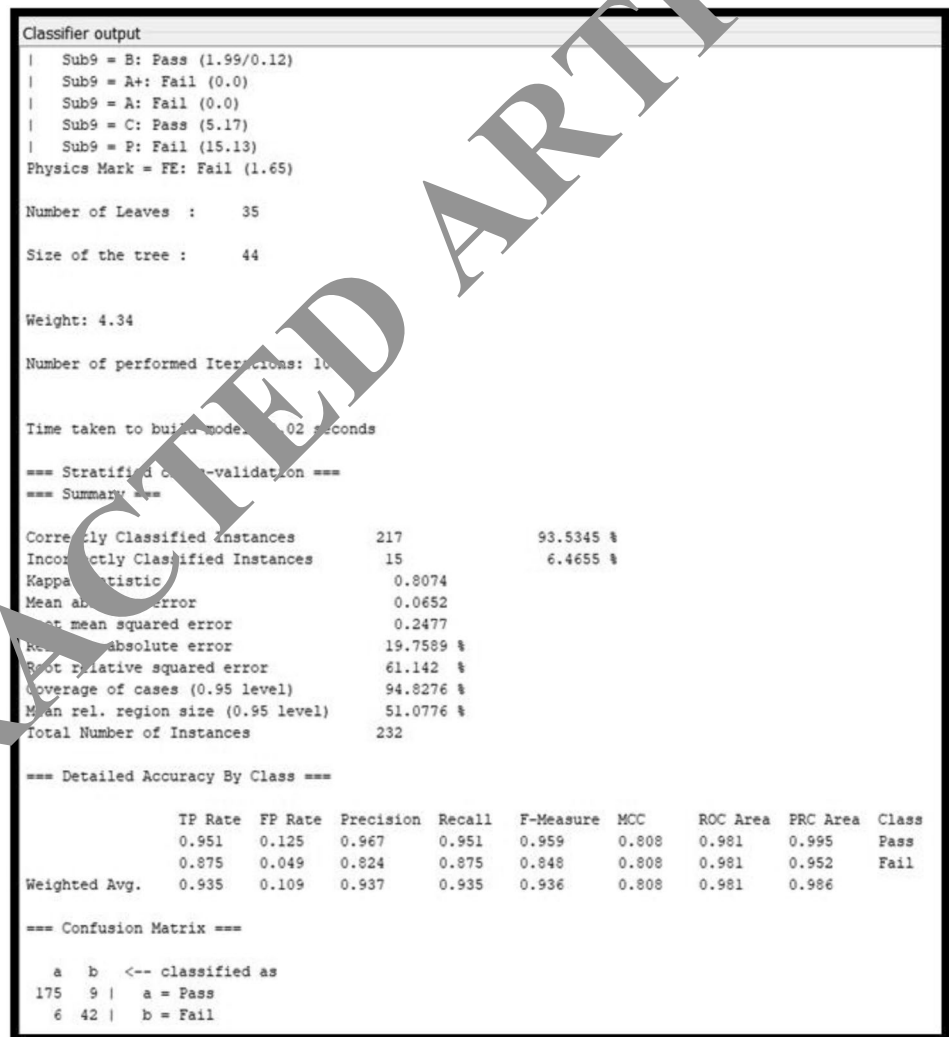 Classifier output
|   Sub9 = B: Pass (1.99/0.12)
|   Sub9 = A+: Fail (0.0)
|   Sub9 = A: Fail (0.0)
|   Sub9 = C: Pass (5.17)
|   Sub9 = P: Fail (15.13)
Physics Mark = FE: Fail (1.65)
Number of Leaves  :     35
Size of the tree :      44
Weight: 4.34
Number of performed
Time taken to 02 seconds
=== cross-validation ===
=== Summary ===
Classified Instances 217 93.5345 %
Classified Instances 15 6.4655 %
Kappa 0.8074
Mean error 0.0652
mean squared error 0.2477
absolute error 19.7589 %
relative squared error 61.142 %
of cases (0.95 level) 94.8276 %
rel. region size (0.95 level) 51.0776 %
Total Number of Instances 232
=== Detailed Accuracy By Class ===
TP Rate FP Rate Precision Recall F-Measure MCC ROC Area PRC Area Class
0.951 0.125 0.967 0.951 0.959 0.808 0.981 0.995 Pass
0.875 0.049 0.824 0.875 0.848 0.808 0.981 0.952 Fail
Weighted Avg. 0.935 0.109 0.937 0.935 0.936 0.808 0.981 0.986
=== Confusion Matrix ===
a b <-- classified as
175 9 | a = Pass
6 42 | b = Fail